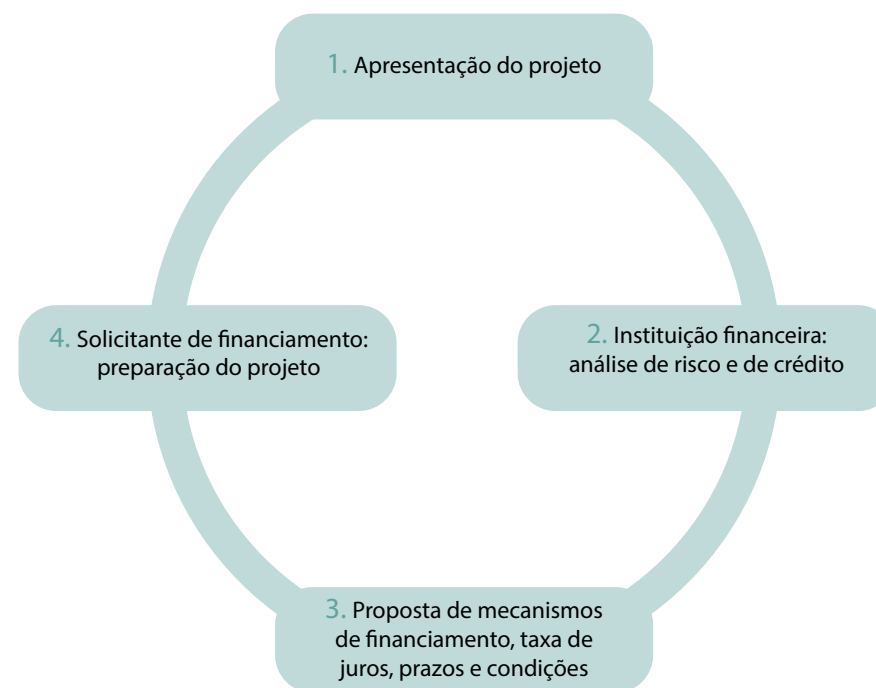 1. Apresentação do projeto
2. Instituição financeira:
análise de risco e de crédito
3. Proposta de mecanismos
de financiamento, taxa de
juros, prazos e condições
4. Solicitante de financiamento:
preparação do projeto